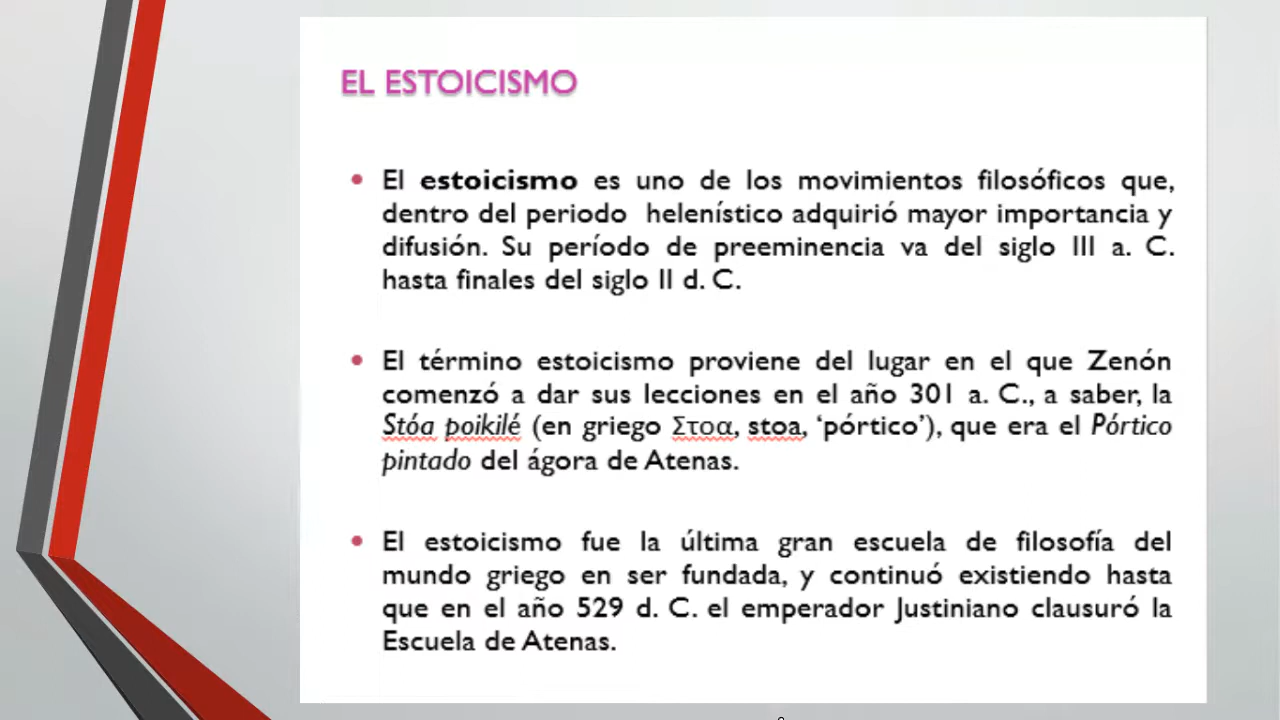 EL ESTOICISMO
• El estoicismo es uno de los movimientos filosóficos que,
dentro del periodo helenístico adquirió mayor importancia y
difusión. Su período de preeminencia va del siglo III a. C.
hasta finales del siglo II d. C.
• El término estoicismo proviene del lugar en el que Zenón
comenzó a dar sus lecciones en el año 301 a. C., a saber, la
Stóa poikilé (en griego Στοα, stoa, ‘pórtico’), que era el Pórtico
pintado del ágora de Atenas.
• El estoicismo fue la última gran escuela de filosofía del
mundo griego en ser fundada, y continuó existiendo hasta
que en el año 529 d. C. el emperador Justiniano clausuró la
Escuela de Atenas.